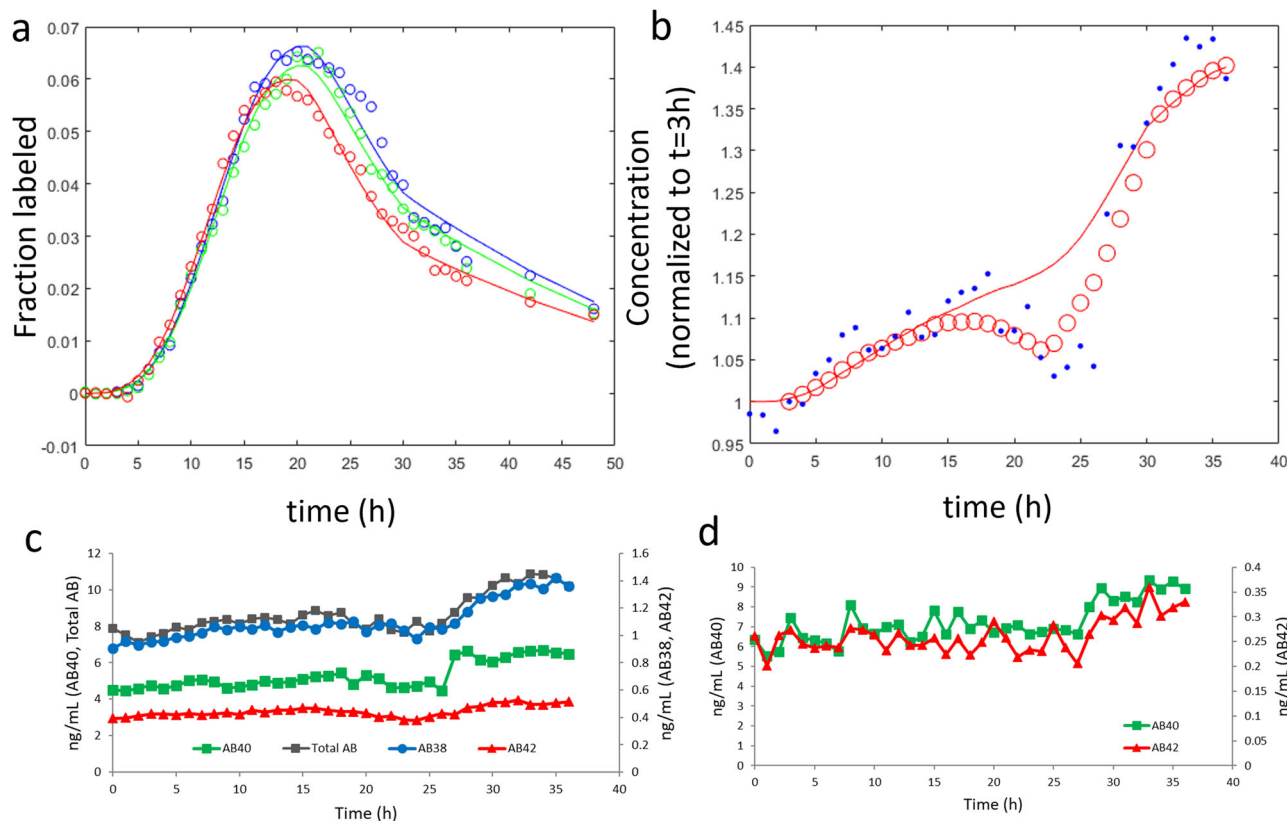 a
Fraction labeled
0.07
0.06
0.05
0.04
0.03
0.02
0.01
0
-0.01
0 5 10 15 20 25 30 35 40 45 50
time (h)
b
Concentration
(normalized to t=3h)
1.45
1.4
1.35
1.3
1.25
1.2
1.15
1.1
1.05
1
0.95
0 5 10 15 20 25 30 35 40
time (h)
c
ng/mL (AB40, Total AB)
12
10
8
6
4
2
0
1.6
1.4
1.2
1
0.8
0.6
0.4
0.2
0
ng/mL (AB38, AB42)
AB40 Total AB AB38 AB42
0 5 10 15 20 25 30 35 40
Time (h)
d
ng/mL (AB40)
10
9
8
7
6
5
4
3
2
1
0
0.4
0.35
0.3
0.25
0.2
0.15
0.1
0.05
0
ng/mL (AB42)
AB40
AB42
0 5 10 15 20 25 30 35 40
Time (h)